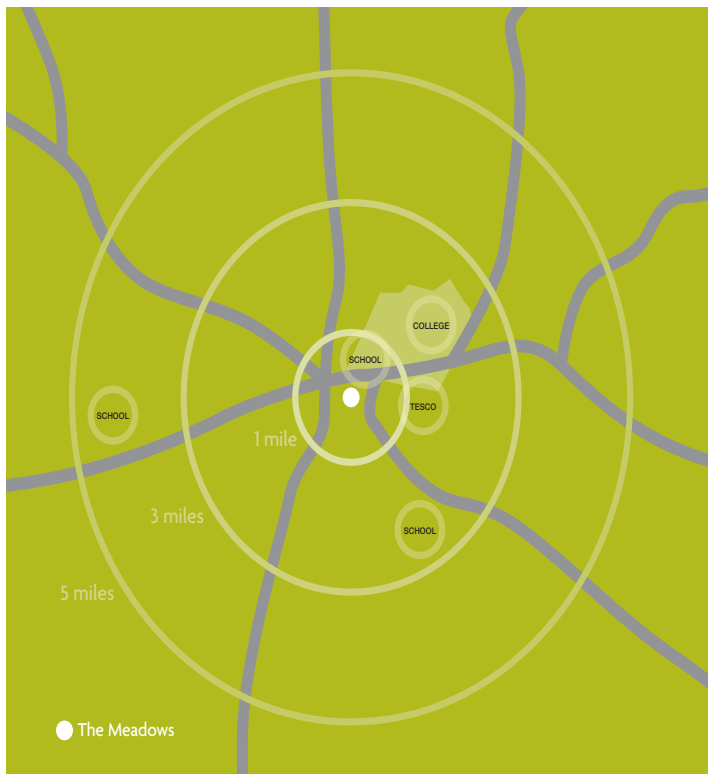 COLLEGE
SCHOOL
TESCO
SCHOOL
1 mile
3 miles
SCHOOL
5 miles
The Meadows